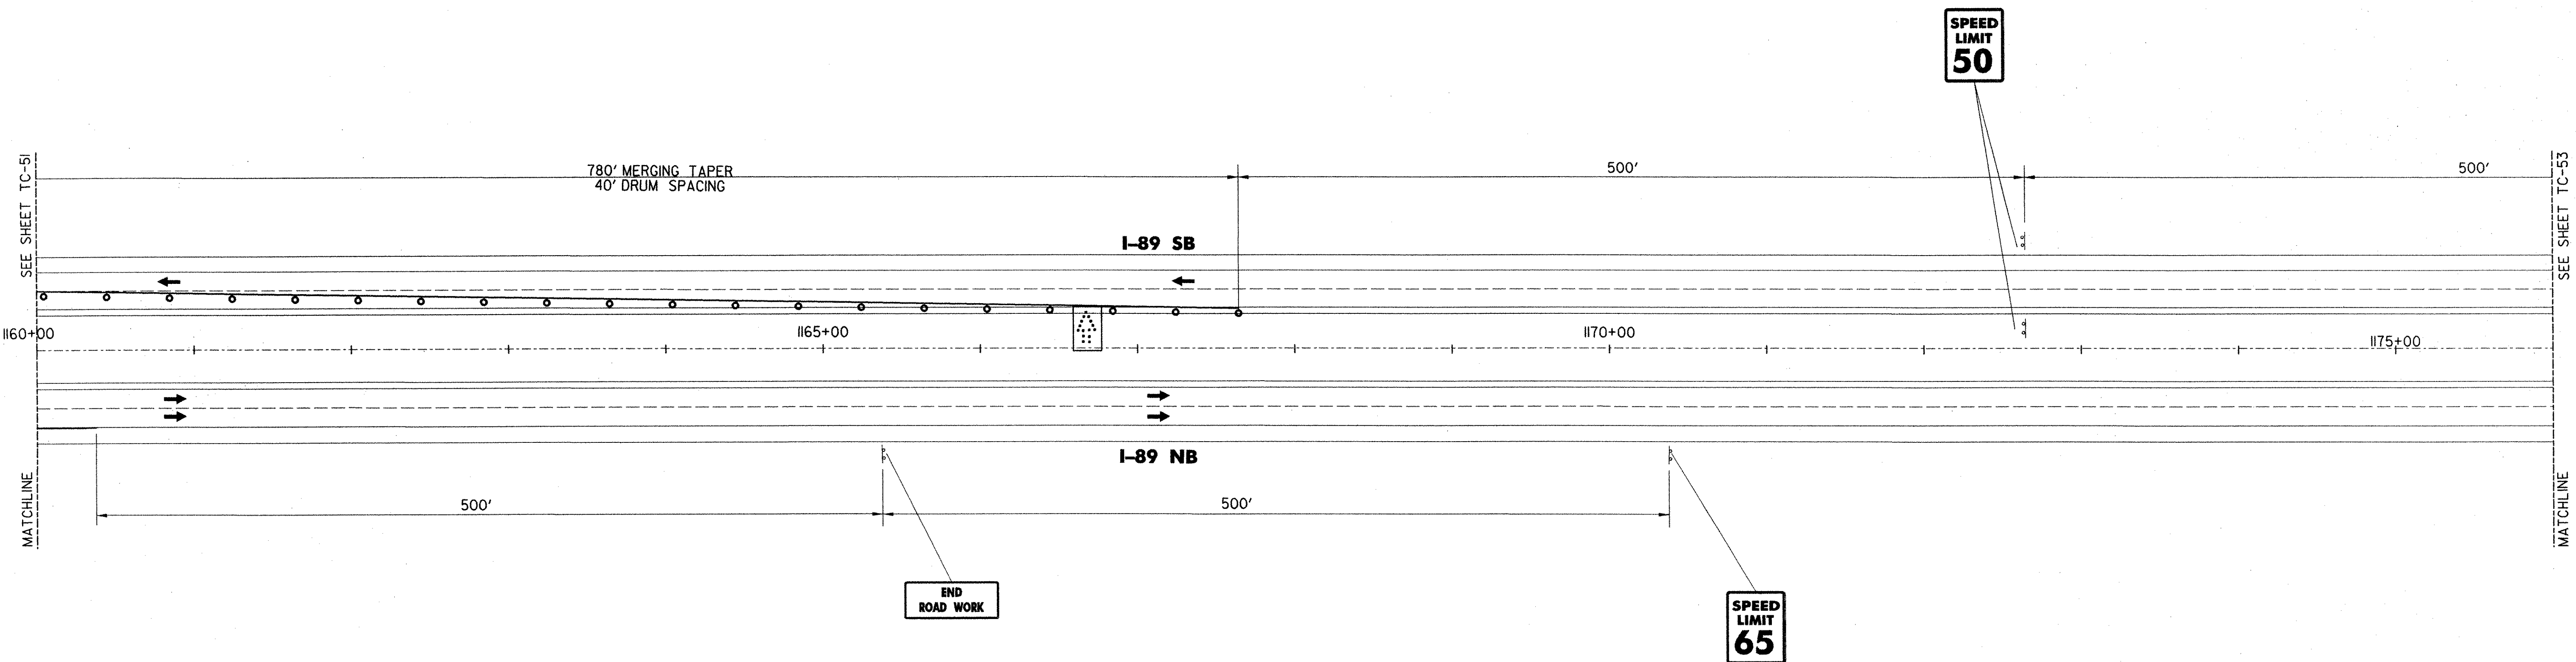 SPEED
LIMIT
50
SEE SHEET TC-51
780' MERGING TAPER
40' DRUM SPACING
500'
500'
SEE SHEET TC-53
I-89 SB
1160+00
1165+00
1170+00
1175+00
I-89 NB
MATCHLINE
500'
500'
MATCHLINE
END
ROAD WORK
SPEED
LIMIT
65